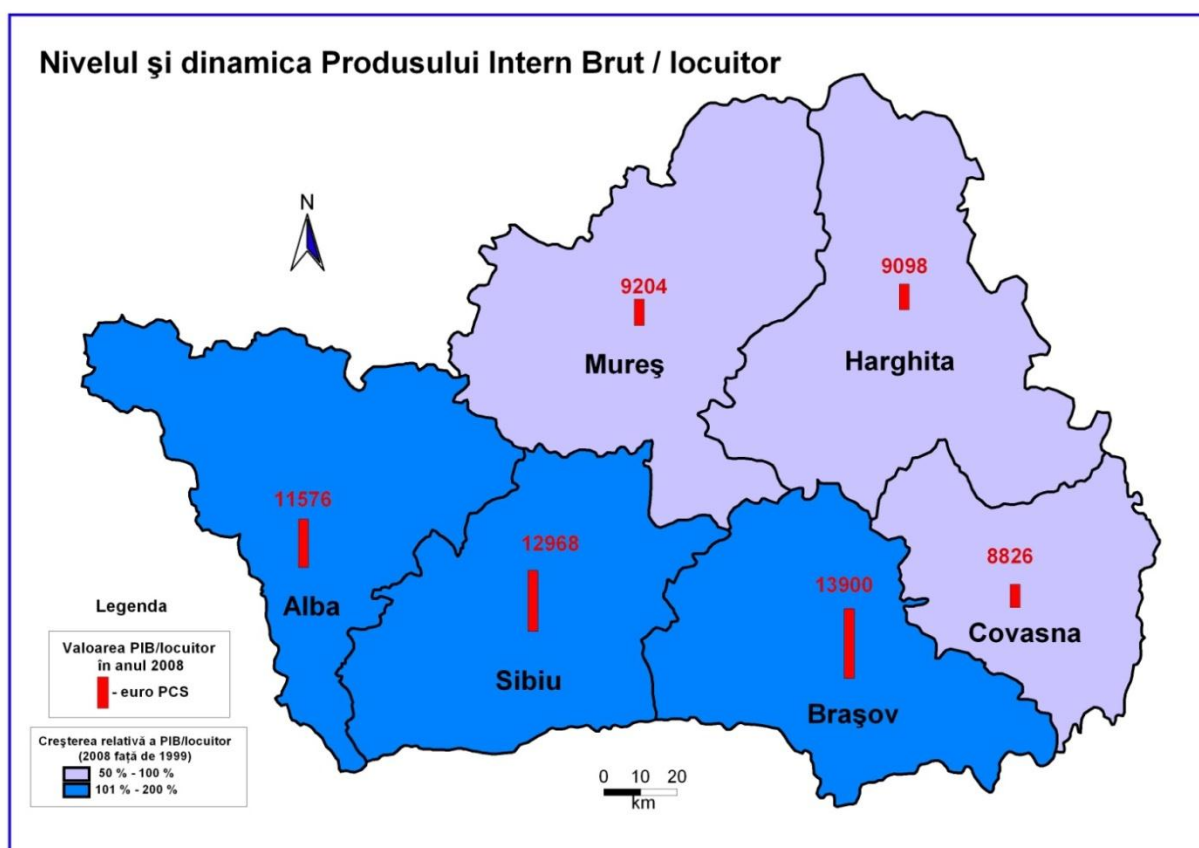 Nivelul şi dinamica Produsului Intern Brut / locuitor
N
9098
9204
Harghita
Mureş
11576
12968
8826
13900
Alba
Covasna
Sibiu
Braşov
Legenda
Valoarea PIB/locuitor
în anul 2008
- euro PCS
Creşterea relativă a PIB/locuitor
(2008 faţă de 1999)
50 % - 100 %
101 % - 200 %
0 10 20
km